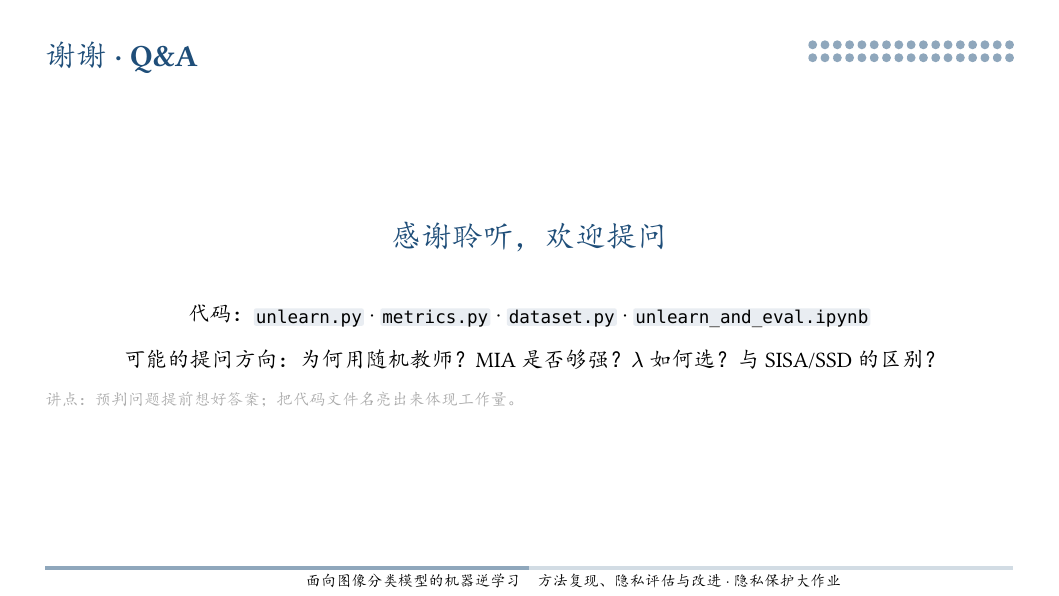 谢谢 · Q&A
感谢聆听，欢迎提问
代码：unlearn.py · metrics.py · dataset.py · unlearn_and_eval.ipynb
可能的提问方向：为何用随机教师？MIA 是否够强？λ 如何选？与 SISA/SSD 的区别？
讲点：预判问题提前想好答案；把代码文件名亮出来体现工作量。
面向图像分类模型的机器逆学习 方法复现、隐私评估与改进 · 隐私保护大作业